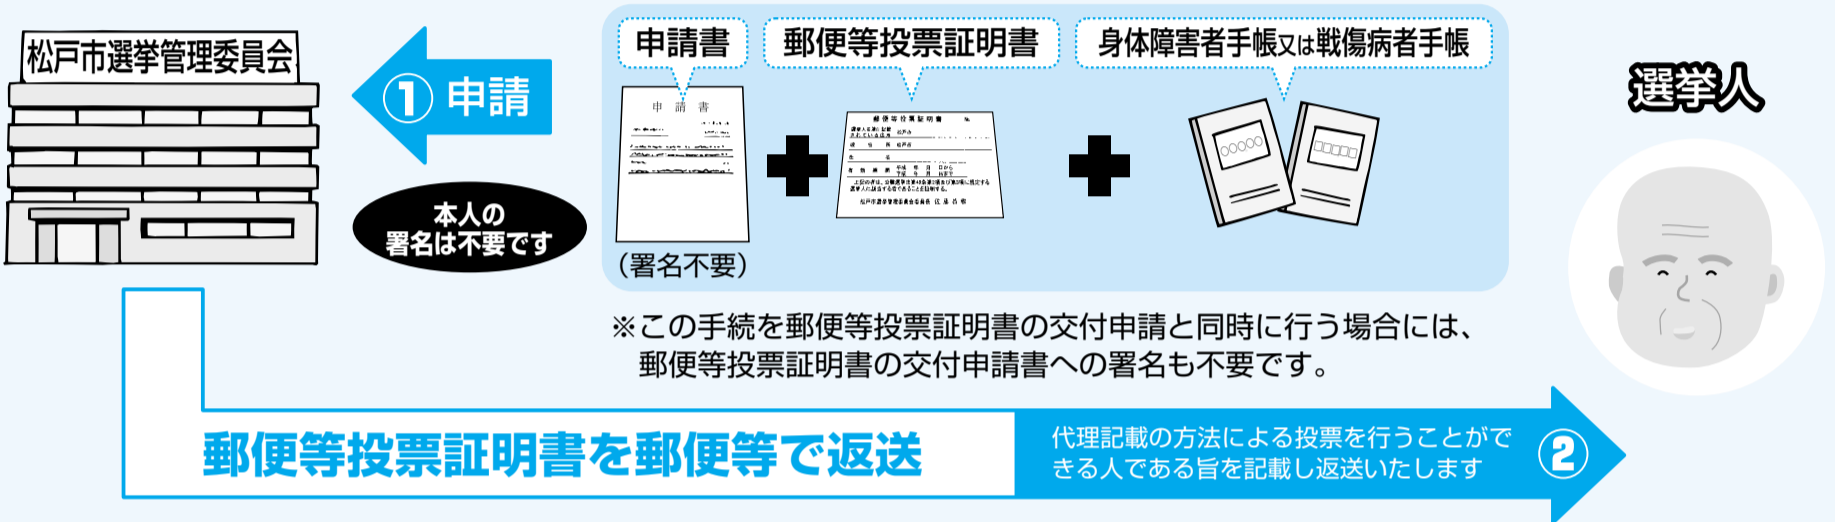 松戸市選挙管理委員会
① 申請
本人の
署名は不要です
申請書
郵便等投票証明書
身体障害者手帳又は戦傷病者手帳
申請書
郵便等投票証明書
○○○○○
□□□□□
(署名不要)
※この手続を郵便等投票証明書の交付申請と同時に行う場合には、
郵便等投票証明書の交付申請書への署名も不要です。
選挙人
郵便等投票証明書を郵便等で返送
代理記載の方法による投票を行うことがで
きる人である旨を記載し返送いたします
②